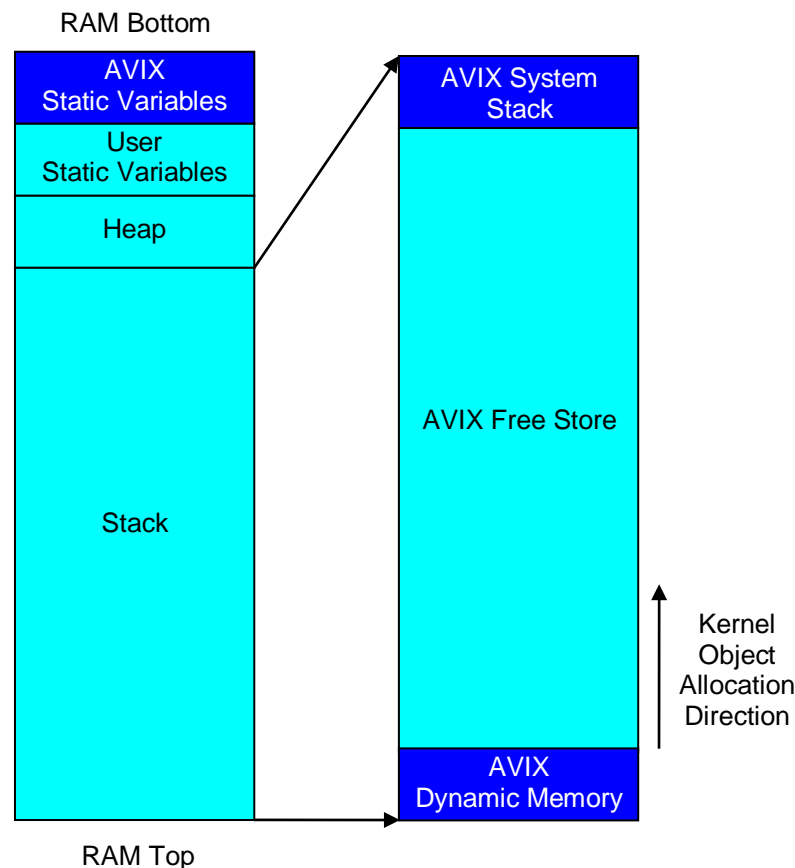 RAM Bottom
AVIX
Static Variables
User
Static Variables
Heap
Stack
RAM Top
AVIX System
Stack
AVIX Free Store
AVIX
Dynamic Memory
Kernel
Object
Allocation
Direction